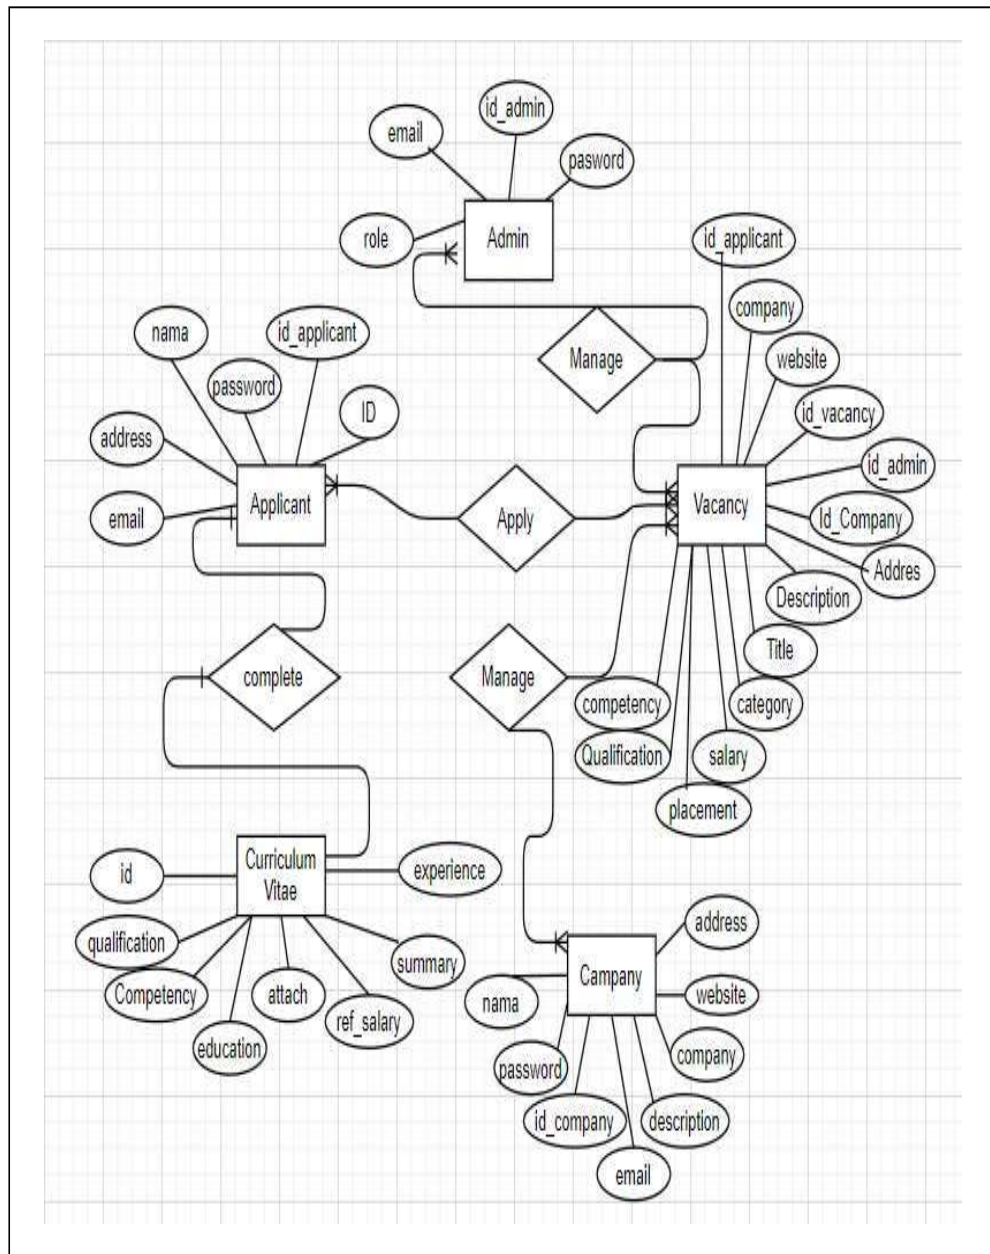 id_admin
email
pasword
role
Admin
id_applicant
company
nama
id_applicant
Manage
website
password
ID
id_vacancy
address
id_admin
Applicant
Apply
Vacancy
email
Id_Company
Addres
Description
Title
complete
Manage
competency
category
Qualification
salary
placement
Curriculum
Vitae
id
experience
qualification
summary
Competency
attach
ref_salary
education
address
Campany
nama
website
password
company
id_company
description
email